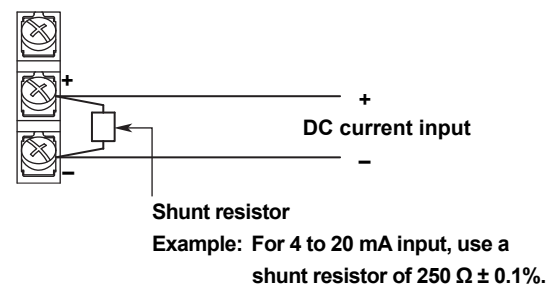 +
+
DC current input
−
−
Shunt resistor
Example: For 4 to 20 mA input, use a
shunt resistor of 250 Ω ± 0.1%.